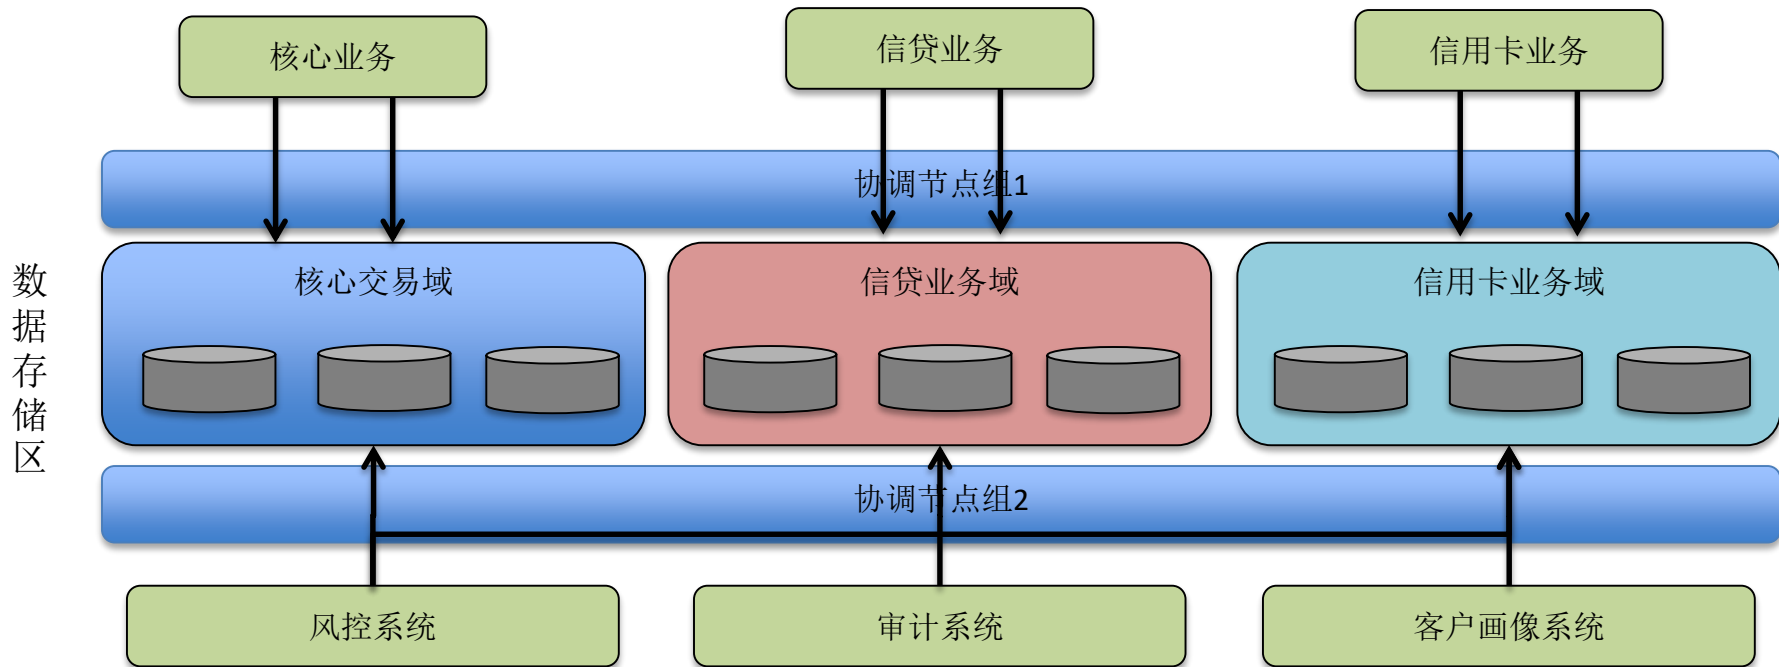 核心业务
信贷业务
信用卡业务
协调节点组1
数据存储区
核心交易域
信贷业务域
信用卡业务域
协调节点组2
风控系统
审计系统
客户画像系统